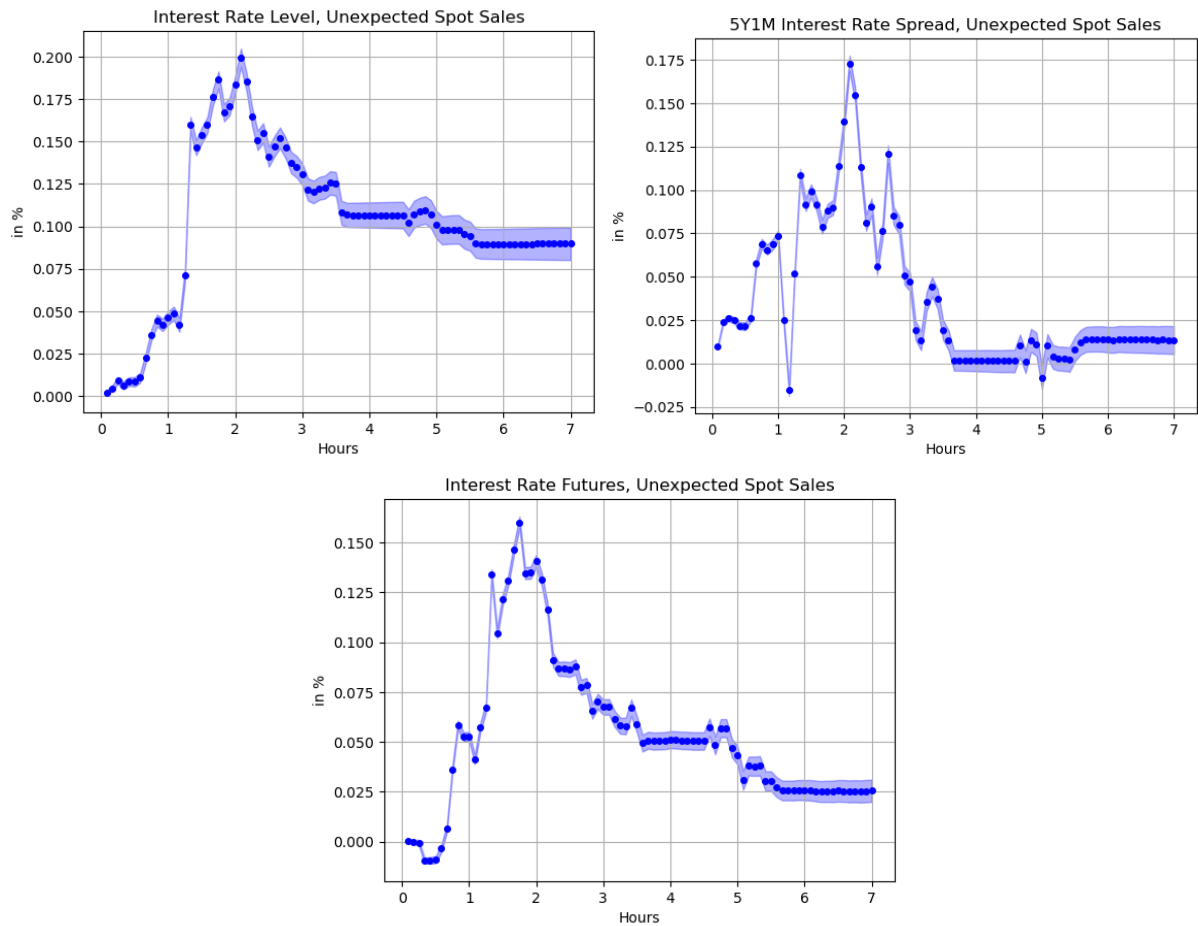 Interest Rate Level, Unexpected Spot Sales
0.200
0.175
0.150
0.125
0.100
0.075
0.050
0.025
0.000
in %
0 1 2 3 4 5 6 7
Hours
5Y1M Interest Rate Spread, Unexpected Spot Sales
0.175
0.150
0.125
0.100
0.075
0.050
0.025
0.000
−0.025
in %
0 1 2 3 4 5 6 7
Hours
Interest Rate Futures, Unexpected Spot Sales
0.150
0.125
0.100
0.075
0.050
0.025
0.000
in %
0 1 2 3 4 5 6 7
Hours